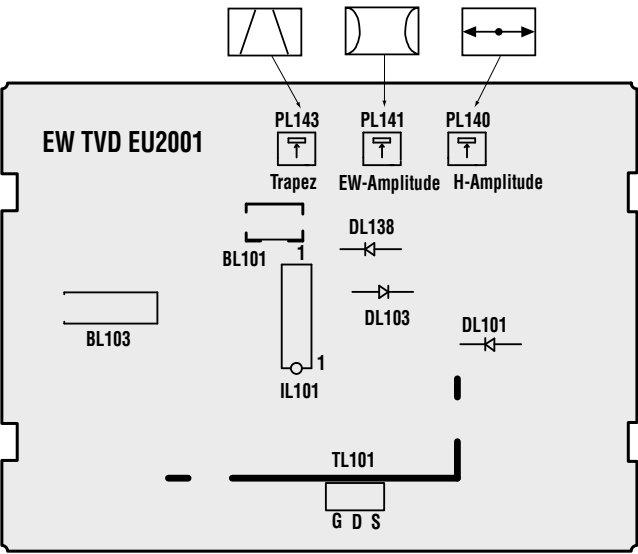 PL143 PL141 PL140
EW TVD EU2001
Trapez EW-Amplitude H-Amplitude
DL138
BL101 1
DL103
DL101
BL103
1
IL101
TL101
G D S